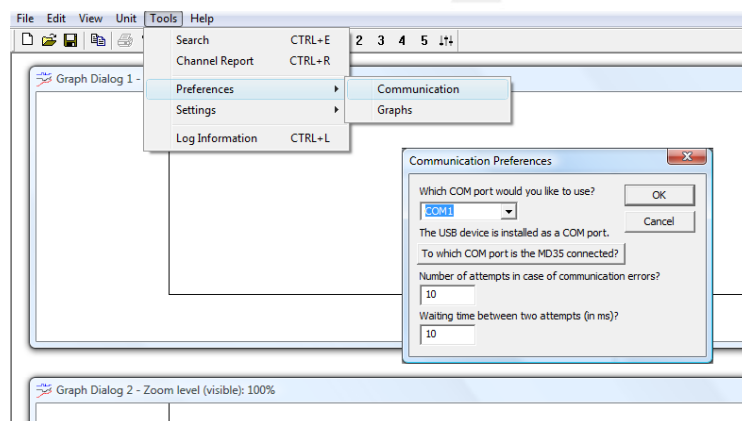 File Edit View Unit Tools Help
Search CTRL+E
2 3 4 5
Channel Report CTRL+R
Graph Dialog 1 -
Preferences
Communication
Settings
Graphs
Log Information CTRL+L
Communication Preferences
Which COM port would you like to use?
OK
COM1
Cancel
The USB device is installed as a COM port.
To which COM port is the MD35 connected?
Number of attempts in case of communication errors?
10
Waiting time between two attempts (in ms)?
10
Graph Dialog 2 - Zoom level (visible): 100%